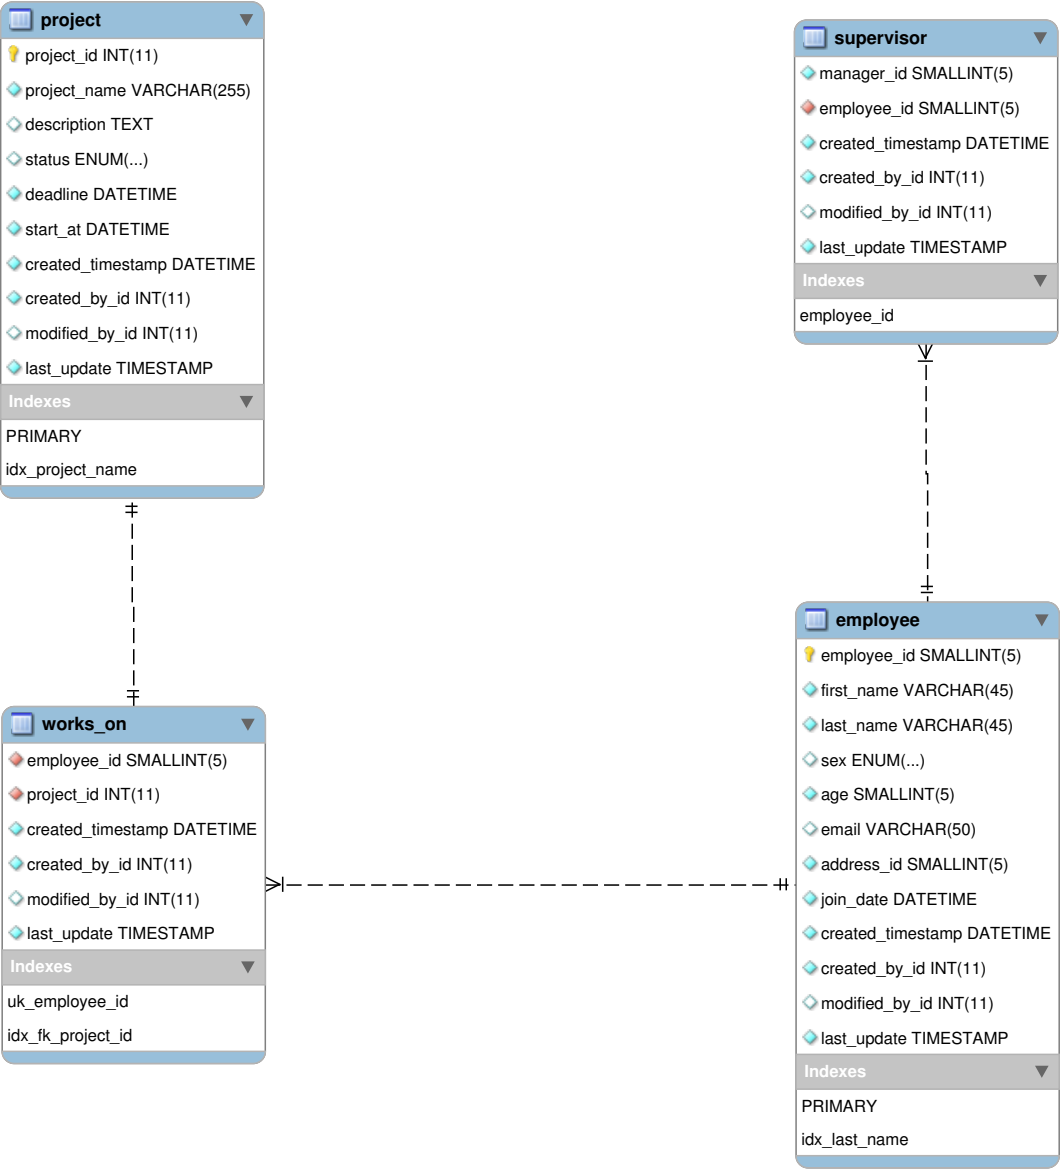 project
project_id INT(11)
project_name VARCHAR(255)
description TEXT
status ENUM(...)
deadline DATETIME
start_at DATETIME
created_timestamp DATETIME
created_by_id INT(11)
modified_by_id INT(11)
last_update TIMESTAMP
Indexes
PRIMARY
idx_project_name
supervisor
manager_id SMALLINT(5)
employee_id SMALLINT(5)
created_timestamp DATETIME
created_by_id INT(11)
modified_by_id INT(11)
last_update TIMESTAMP
Indexes
employee_id
works_on
employee_id SMALLINT(5)
project_id INT(11)
created_timestamp DATETIME
created_by_id INT(11)
modified_by_id INT(11)
last_update TIMESTAMP
Indexes
uk_employee_id
idx_fk_project_id
employee
employee_id SMALLINT(5)
first_name VARCHAR(45)
last_name VARCHAR(45)
sex ENUM(...)
age SMALLINT(5)
email VARCHAR(50)
address_id SMALLINT(5)
join_date DATETIME
created_timestamp DATETIME
created_by_id INT(11)
modified_by_id INT(11)
last_update TIMESTAMP
Indexes
PRIMARY
idx_last_name